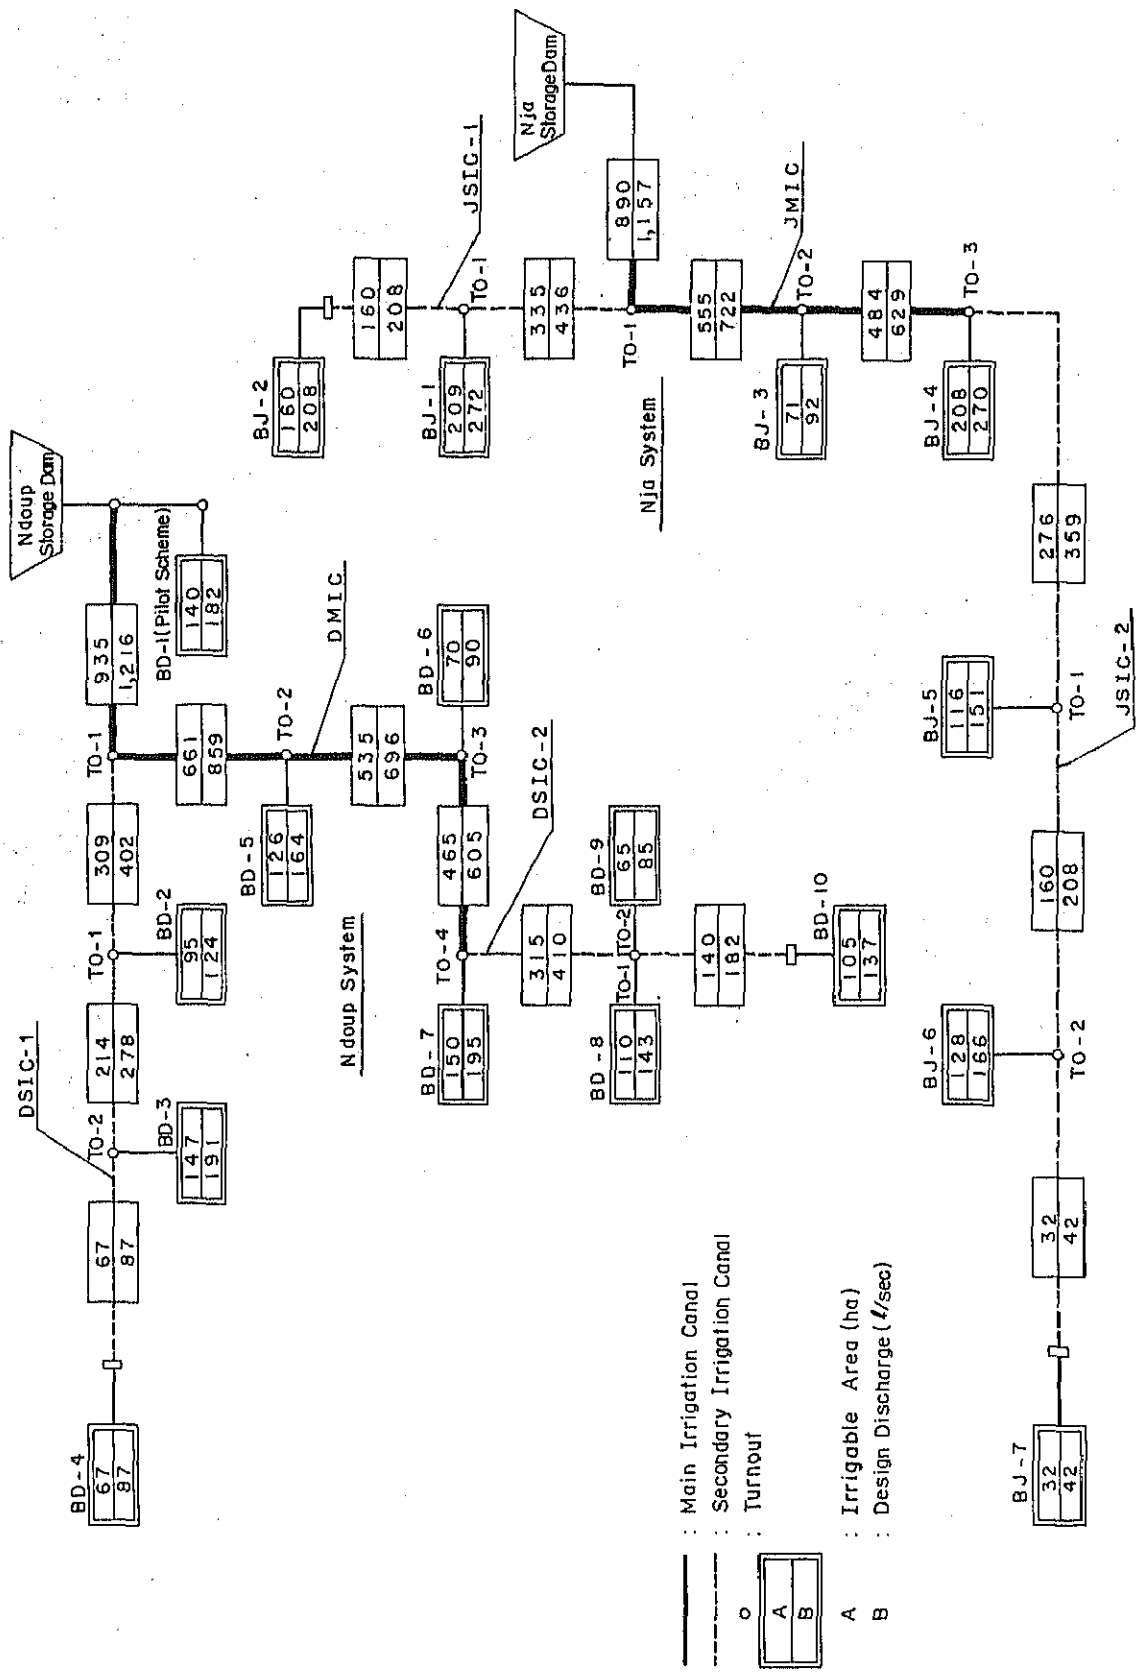 Ndoup
Storage Dam
935
1,216
TO-1
309
402
TO-1
214
278
TO-2
DSIC-1
67
87
BD-4
67
87
BD-3
147
191
BD-2
95
124
BD-1(Pilot Scheme)
140
182
661
859
TO-2
DMIC
BD-5
126
164
535
696
BD-6
70
90
TO-3
465
605
DSIC-2
TO-4
BD-7
150
195
Ndoup System
315
410
BD-9
65
85
TO-2
TO-1
BD-8
110
143
140
182
BD-10
105
137
Nja
Storage Dam
890
1,157
TO-1
335
436
TO-1
JSIC-1
160
208
BJ-2
160
208
BJ-1
209
272
555
722
JMIC
TO-2
BJ-3
71
92
484
629
TO-3
BJ-4
208
270
Nja System
276
359
BJ-5
116
151
TO-1
JSIC-2
160
208
BJ-6
128
166
TO-2
32
42
BJ-7
32
42
: Main Irrigation Canal
: Secondary Irrigation Canal
: Turnout
A
B
A : Irrigable Area (ha)
B : Design Discharge (ℓ/sec)